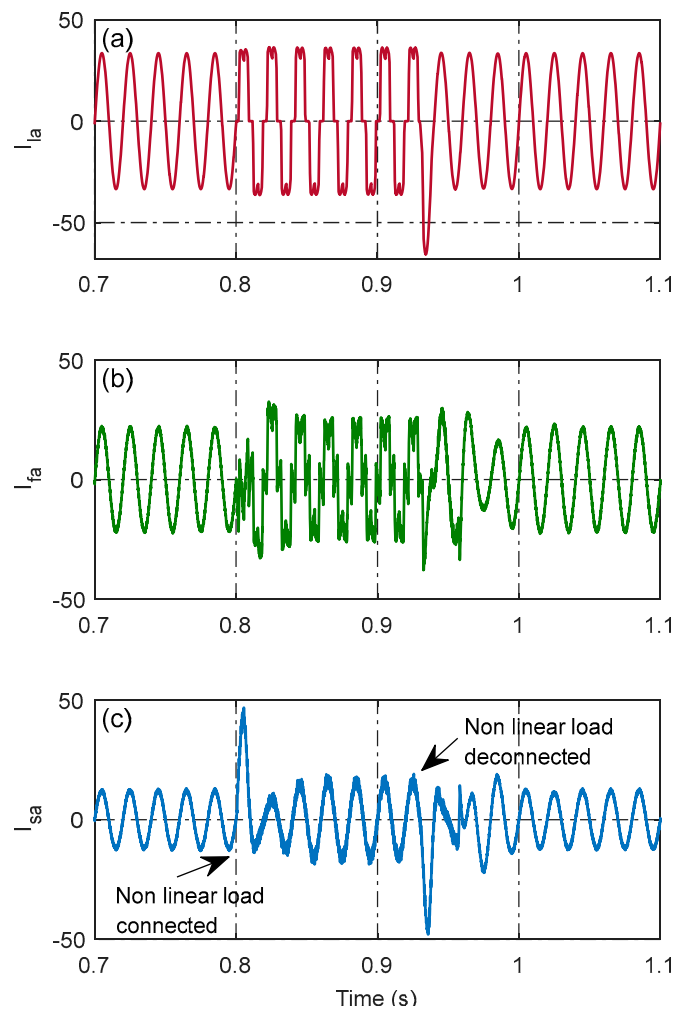 (a)
50
0
-50
I_la
0.7 0.8 0.9 1 1.1
(b)
50
0
-50
I_fa
0.7 0.8 0.9 1 1.1
(c)
50
0
-50
I_sa
Non linear load
deconnected
Non linear load
connected
0.7 0.8 0.9 1 1.1
Time (s)